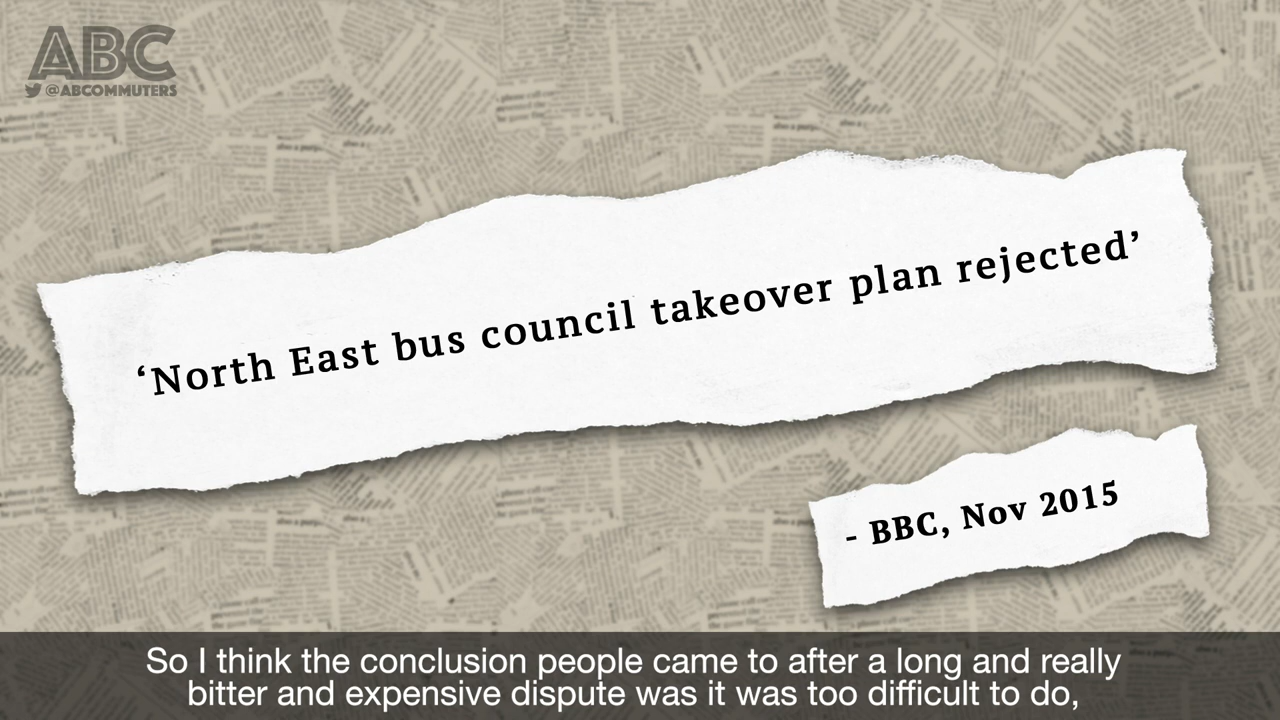 ABC
@ABCOMMUTERS
‘North East bus council takeover plan rejected’
- BBC, Nov 2015
So I think the conclusion people came to after a long and really
bitter and expensive dispute was it was too difficult to do,